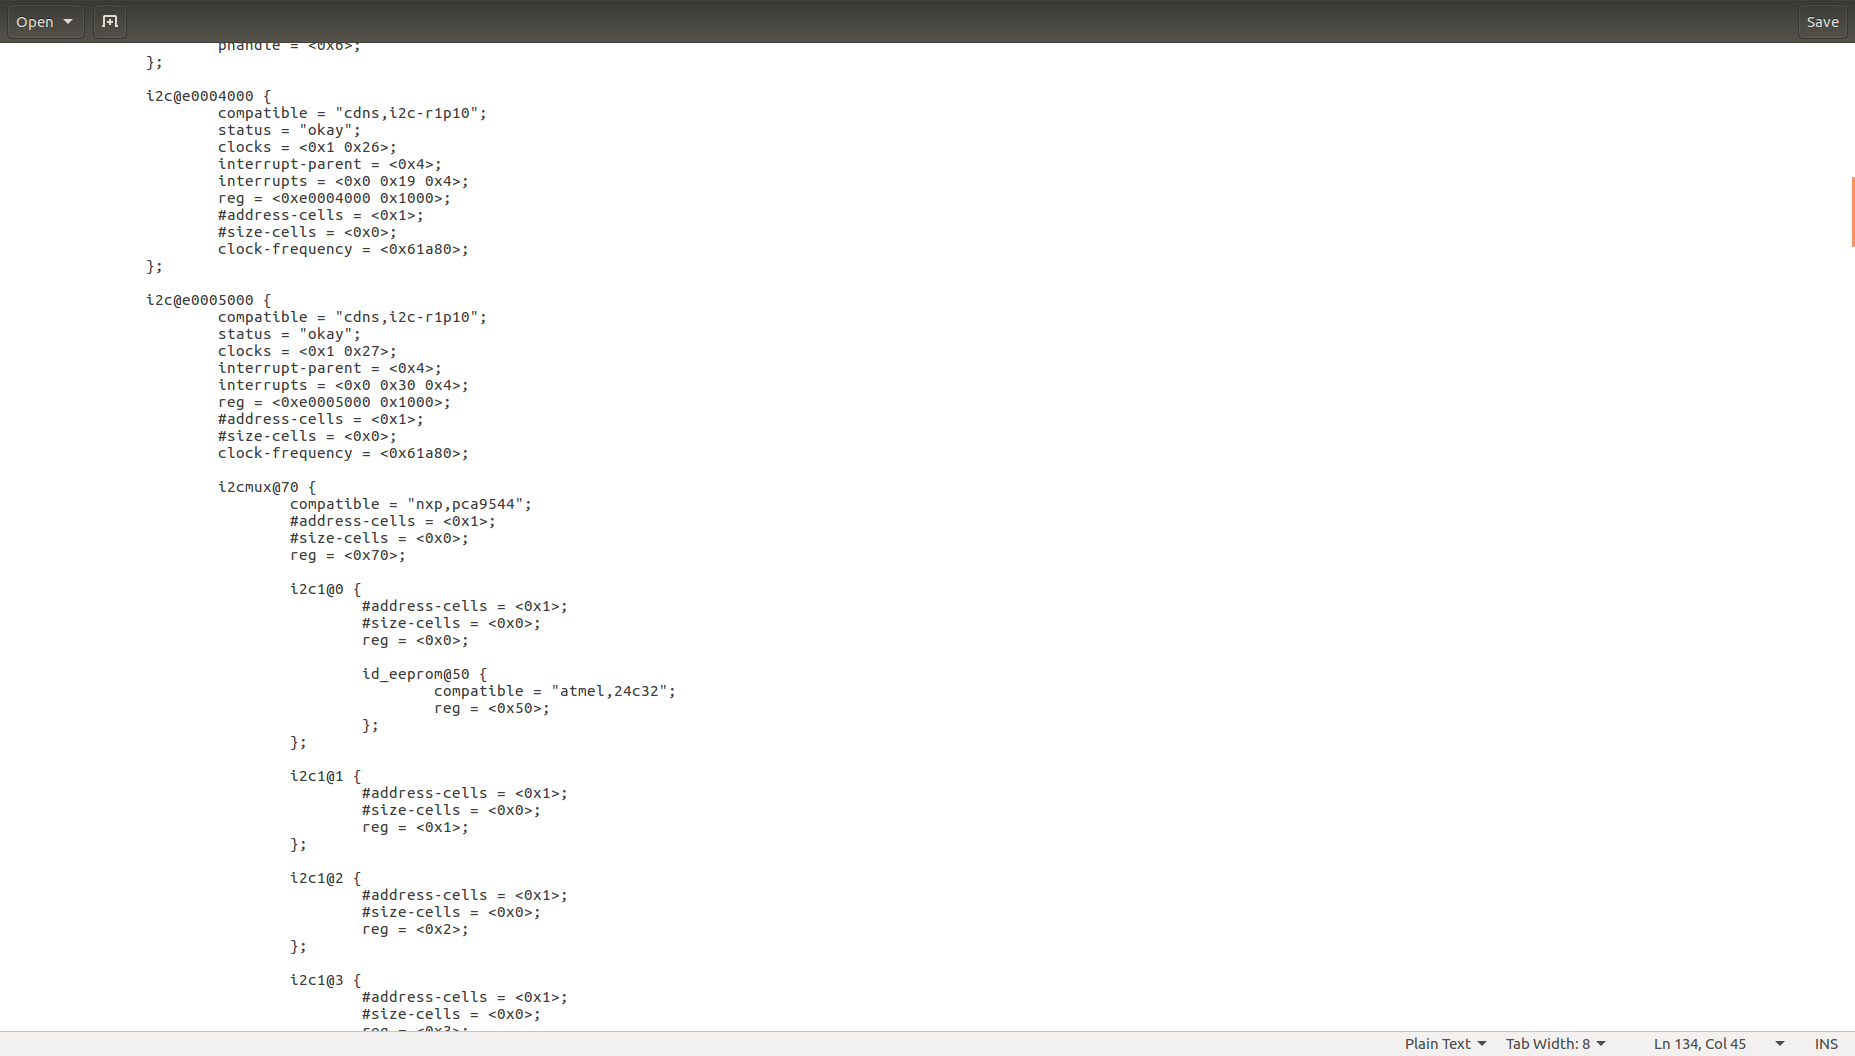 Open
Save
phandle = <0x6>;
};
i2c@e0004000 {
compatible = "cdns,i2c-r1p10";
status = "okay";
clocks = <0x1 0x26>;
interrupt-parent = <0x4>;
interrupts = <0x0 0x19 0x4>;
reg = <0xe0004000 0x1000>;
#address-cells = <0x1>;
#size-cells = <0x0>;
clock-frequency = <0x61a80>;
};
i2c@e0005000 {
compatible = "cdns,i2c-r1p10";
status = "okay";
clocks = <0x1 0x27>;
interrupt-parent = <0x4>;
interrupts = <0x0 0x30 0x4>;
reg = <0xe0005000 0x1000>;
#address-cells = <0x1>;
#size-cells = <0x0>;
clock-frequency = <0x61a80>;
i2cmux@70 {
compatible = "nxp,pca9544";
#address-cells = <0x1>;
#size-cells = <0x0>;
reg = <0x70>;
i2c1@0 {
#address-cells = <0x1>;
#size-cells = <0x0>;
reg = <0x0>;
id_eeprom@50 {
compatible = "atmel,24c32";
reg = <0x50>;
};
};
i2c1@1 {
#address-cells = <0x1>;
#size-cells = <0x0>;
reg = <0x1>;
};
i2c1@2 {
#address-cells = <0x1>;
#size-cells = <0x0>;
reg = <0x2>;
};
i2c1@3 {
#address-cells = <0x1>;
#size-cells = <0x0>;
reg = <0x3>;
Plain Text Tab Width: 8 Ln 134, Col 45 INS